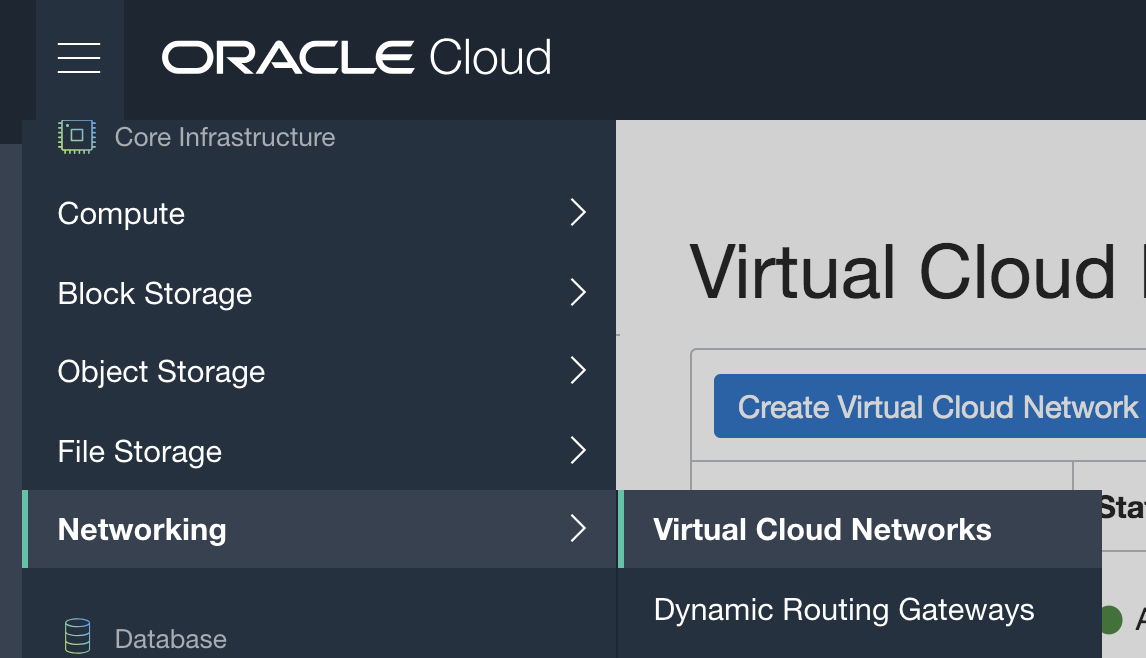 ORACLE Cloud
Core Infrastructure
Compute
Block Storage
Object Storage
File Storage
Networking
Database
Virtual Cloud
Create Virtual Cloud Network
Virtual Cloud Networks
Dynamic Routing Gateways